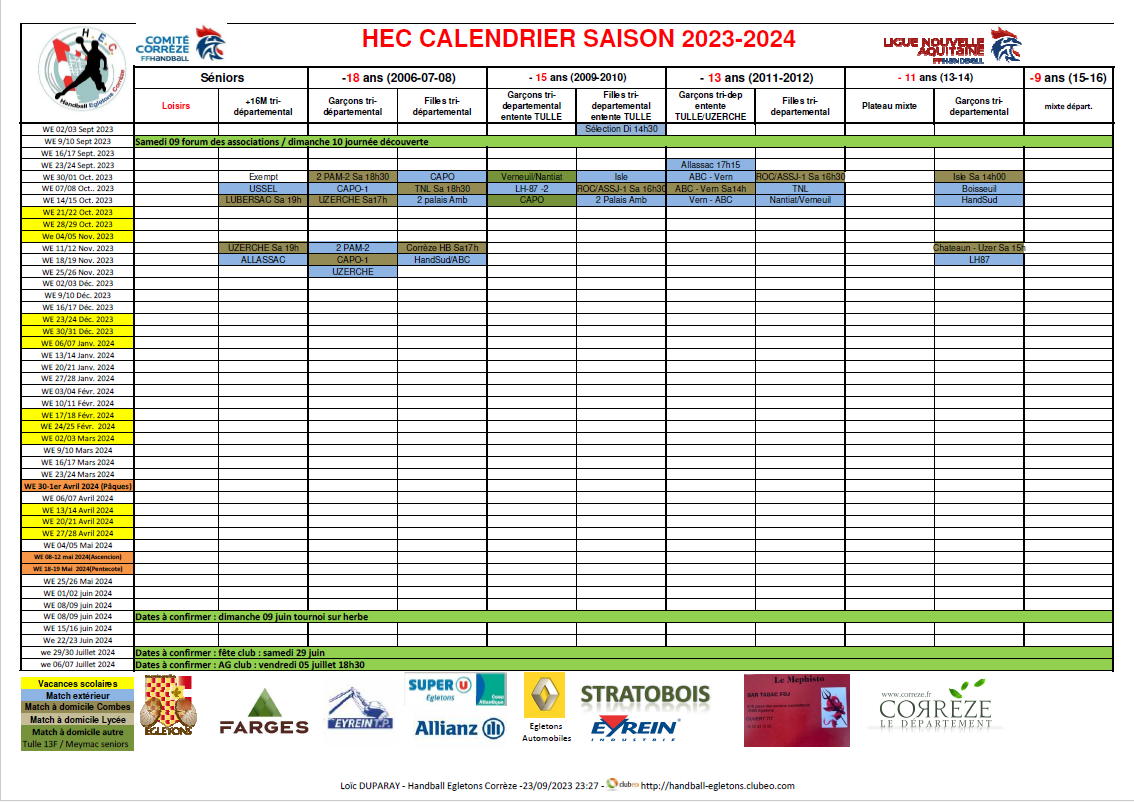 HEC
Handball Egletons Corrèze
COMITÉ
CORRÈZE
FFHANDBALL
HEC CALENDRIER SAISON 2023-2024
LIGUE NOUVELLE
AQUITAINE
FFHANDBALL
Séniors -18 ans (2006-07-08) - 15 ans (2009-2010) - 13 ans (2011-2012) - 11 ans (13-14) -9 ans (15-16)
Loisirs +16M tri-départemental Garçons tri-départemental Filles tri-départemental Garçons tri-departemental entente TULLE Filles tri-departemental entente TULLE Garçons tri-dep entente TULLE/UZERCHE Filles tri-departemental Plateau mixte Garçons tri-departemental mixte départ.
WE 02/03 Sept 2023 Sélection Di 14h30
WE 9/10 Sept 2023 Samedi 09 forum des associations / dimanche 10 journée découverte
WE 16/17 Sept. 2023
WE 23/24 Sept. 2023 Allassac 17h15
WE 30/01 Oct. 2023 Exempt 2 PAM-2 Sa 18h30 CAPO Verneuil/Nantiat Isle ABC - Vern ROC/ASSJ-1 Sa 16h30 Isle Sa 14h00
WE 07/08 Oct.. 2023 USSEL CAPO-1 TNL Sa 18h30 LH-87 -2 ROC/ASSJ-1 Sa 16h30 ABC - Vern Sa14h TNL Boisseuil
WE 14/15 Oct. 2023 LUBERSAC Sa 19h UZERCHE Sa17h 2 palais Amb CAPO 2 Palais Amb Vern - ABC Nantiat/Verneuil HandSud
WE 21/22 Oct. 2023
WE 28/29 Oct. 2023
We 04/05 Nov. 2023
WE 11/12 Nov. 2023 UZERCHE Sa 19h 2 PAM-2 Corrèze HB Sa17h Chateaun - Uzer Sa 15h
WE 18/19 Nov. 2023 ALLASSAC CAPO-1 HandSud/ABC LH87
WE 25/26 Nov. 2023 UZERCHE
WE 02/03 Déc. 2023
WE 9/10 Déc. 2023
WE 16/17 Déc. 2023
WE 23/24 Déc. 2023
WE 30/31 Déc. 2023
WE 06/07 Janv. 2024
WE 13/14 Janv. 2024
WE 20/21 Janv. 2024
WE 27/28 Janv. 2024
WE 03/04 Févr. 2024
WE 10/11 Févr. 2024
WE 17/18 Févr. 2024
WE 24/25 Févr. 2024
WE 02/03 Mars 2024
WE 9/10 Mars 2024
WE 16/17 Mars 2024
WE 23/24 Mars 2024
WE 30-1er Avril 2024 (Pâques)
WE 06/07 Avril 2024
WE 13/14 Avril 2024
WE 20/21 Avril 2024
WE 27/28 Avril 2024
WE 04/05 Mai 2024
WE 08-12 mai 2024(Ascencion)
WE 18-19 Mai 2024(Pentecote)
WE 25/26 Mai 2024
WE 01/02 juin 2024
WE 08/09 juin 2024
WE 08/09 juin 2024 Dates à confirmer : dimanche 09 juin tournoi sur herbe
WE 15/16 juin 2024
We 22/23 Juin 2024
we 29/30 Juillet 2024 Dates à confirmer : fête club : samedi 29 juin
we 06/07 Juillet 2024 Dates à confirmer : AG club : vendredi 05 juillet 18h30
Vacances scolaires
Match extérieur
Match à domicile Combes
Match à domicile Lycée
Match à domicile autre
Tulle 13F / Meymac seniors
EGLETONS
FARGES
EYREIN T.P.
SUPER U
Egletons
Allianz
Egletons
Automobiles
STRATOBOIS
EYREIN
INDUSTRIE
Le Mephisto
BAR TABAC PDJ
OUVERT 7/7
www.correze.fr
CORRÈZE
LE DÉPARTEMENT
Loïc DUPARAY - Handball Egletons Corrèze -23/09/2023 23:27 - clubeo http://handball-egletons.clubeo.com